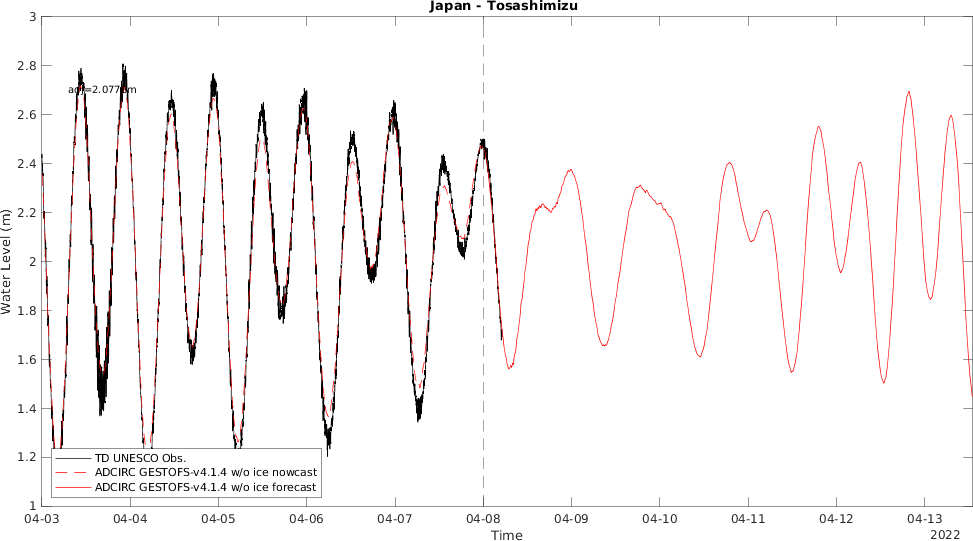 Japan - Tosashimizu
3
2.8
2.6
2.4
2.2
2
1.8
1.6
1.4
1.2
1
Water Level (m)
TD UNESCO Obs.
ADCIRC GESTOFS-v4.1.4 w/o ice nowcast
ADCIRC GESTOFS-v4.1.4 w/o ice forecast
04-03 04-04 04-05 04-06 04-07 04-08 04-09 04-10 04-11 04-12 04-13
Time
2022